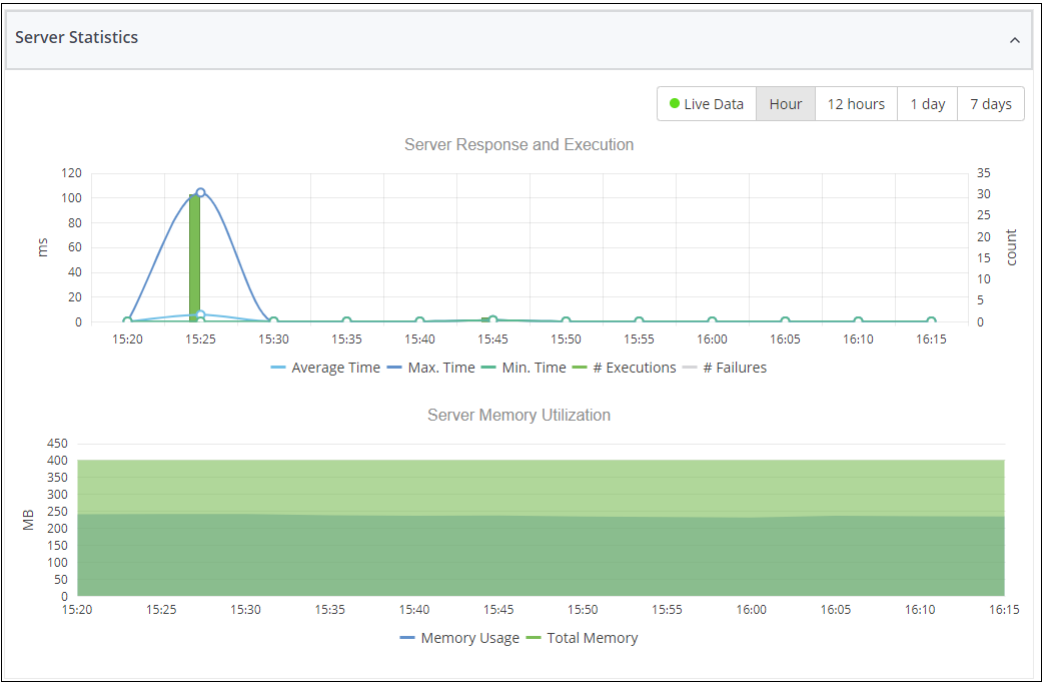 Server Statistics
Live Data Hour 12 hours 1 day 7 days
Server Response and Execution
120 35
100 30
80 25
60 20
40 15
20 10
0 5
0
ms
count
15:20 15:25 15:30 15:35 15:40 15:45 15:50 15:55 16:00 16:05 16:10 16:15
Average Time Max. Time Min. Time # Executions # Failures
Server Memory Utilization
450
400
350
300
250
200
150
100
50
0
MB
15:20 15:25 15:30 15:35 15:40 15:45 15:50 15:55 16:00 16:05 16:10 16:15
Memory Usage Total Memory